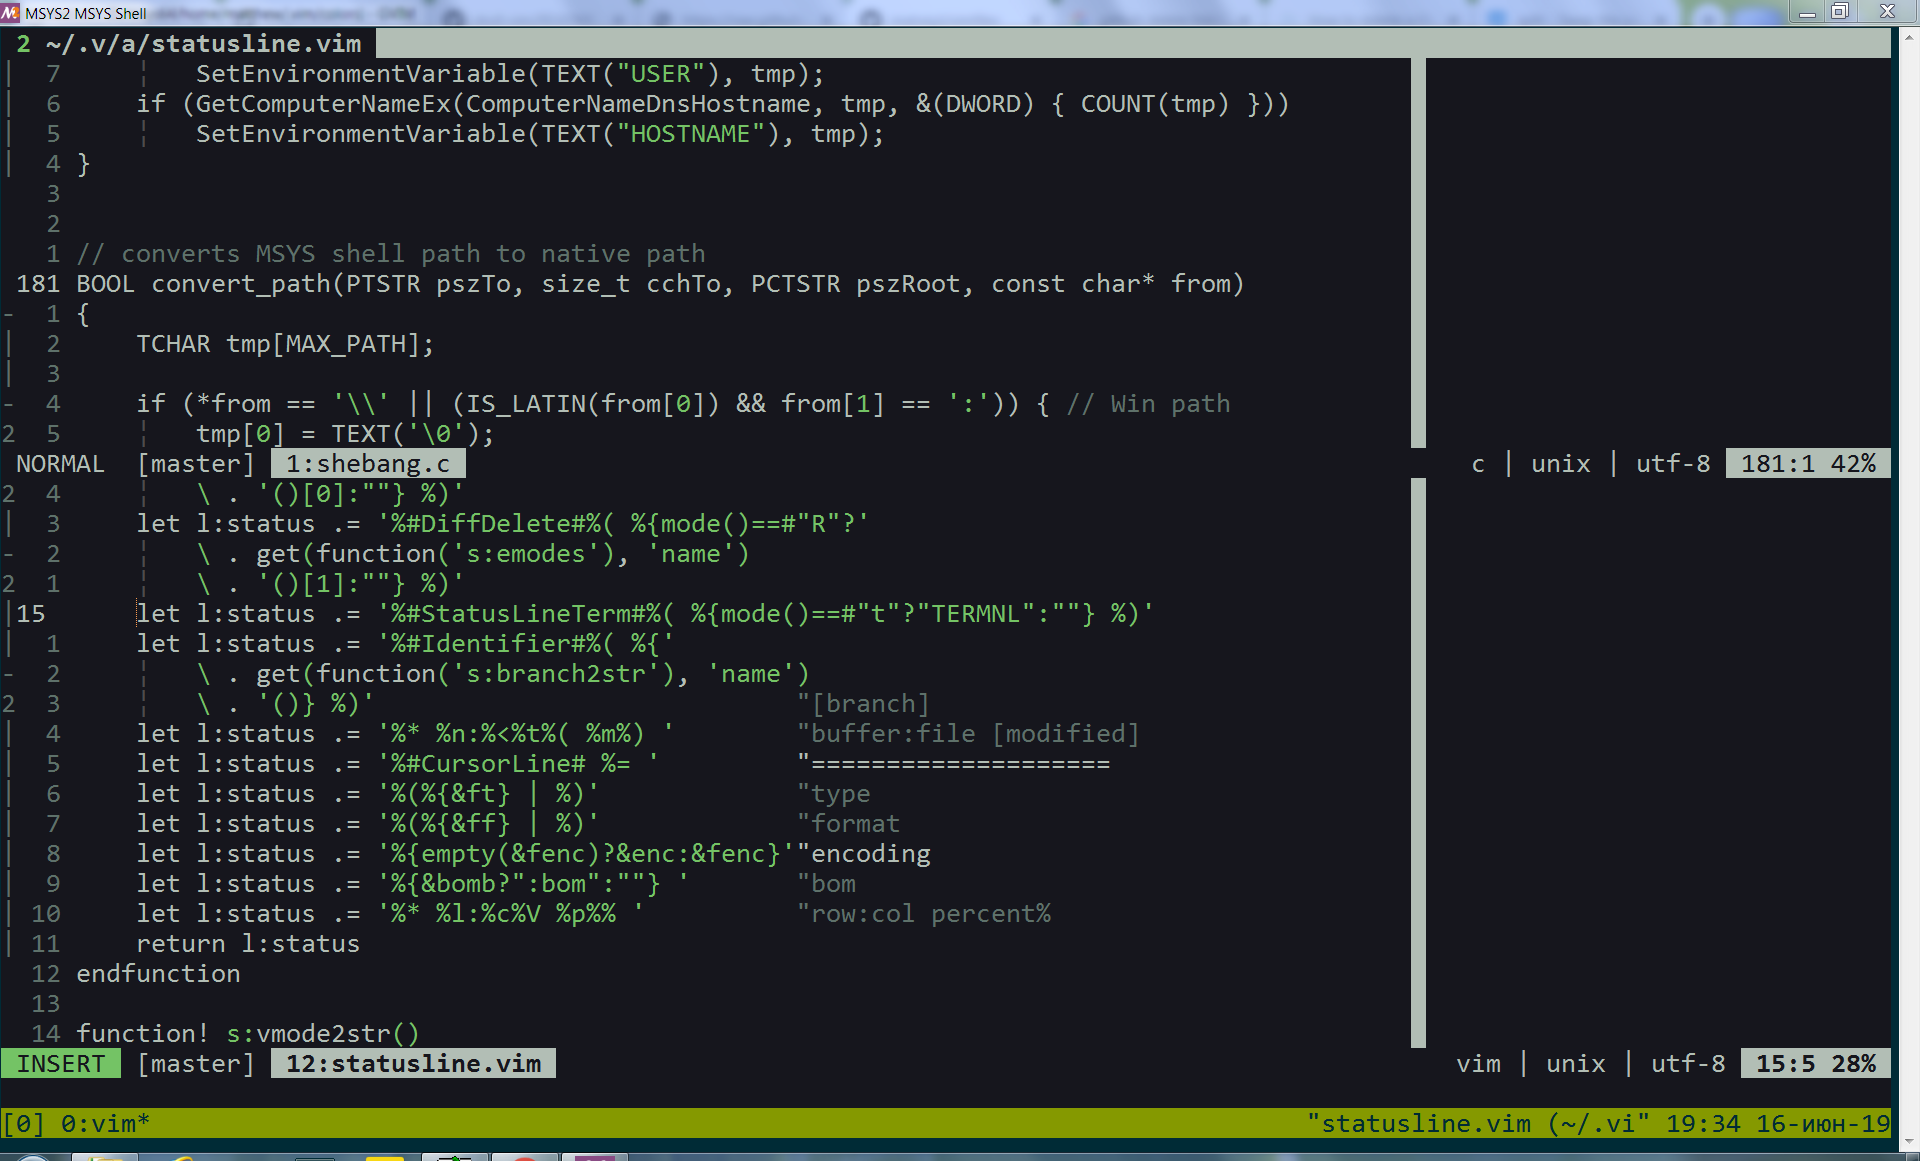 MSYS2 MSYS Shell
2 ~/.v/a/statusline.vim
│  7     ¦   SetEnvironmentVariable(TEXT("USER"), tmp);
│  6     if (GetComputerNameEx(ComputerNameDnsHostname, tmp, &(DWORD) { COUNT(tmp) }))
│  5     ¦   SetEnvironmentVariable(TEXT("HOSTNAME"), tmp);
│  4 }
   3
   2
   1 // converts MSYS shell path to native path
 181 BOOL convert_path(PTSTR pszTo, size_t cchTo, PCTSTR pszRoot, const char* from)
-  1 {
│  2     TCHAR tmp[MAX_PATH];
│  3
-  4     if (*from == '\\' || (IS_LATIN(from[0]) && from[1] == ':')) { // Win path
2  5     ¦   tmp[0] = TEXT('\0');
NORMAL  [master]  1:shebang.c  c | unix | utf-8  181:1 42%
2  4     ¦   \ . '()[0]:""} %)'
│  3     let l:status .= '%#DiffDelete#%( %{mode()==#"R"?'
-  2     ¦   \ . get(function('s:emodes'), 'name')
2  1     ¦   \ . '()[1]:""} %)'
│15      let l:status .= '%#StatusLineTerm#%( %{mode()==#"t"?"TERMNL":""} %)'
│  1     let l:status .= '%#Identifier#%( %{'
-  2     ¦   \ . get(function('s:branch2str'), 'name')
2  3     ¦   \ . '()} %)'                            "[branch]
│  4     let l:status .= '%* %n:%<%t%( %m%) '        "buffer:file [modified]
│  5     let l:status .= '%#CursorLine# %= '         "====================
│  6     let l:status .= '%(%{&ft} | %)'             "type
│  7     let l:status .= '%(%{&ff} | %)'             "format
│  8     let l:status .= '%{empty(&fenc)?&enc:&fenc}'"encoding
│  9     let l:status .= '%{&bomb?":bom":""} '       "bom
│ 10     let l:status .= '%* %l:%c%V %p%% '          "row:col percent%
│ 11     return l:status
  12 endfunction
  13
  14 function! s:vmode2str()
INSERT  [master]  12:statusline.vim  vim | unix | utf-8  15:5 28%
[0] 0:vim*  "statusline.vim (~/.vi" 19:34 16-июн-19